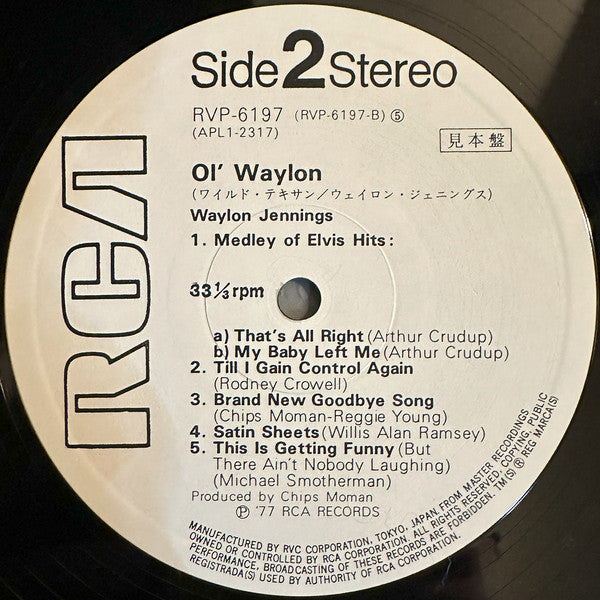 Side 2 Stereo
RVP-6197 (RVP-6197-B) ⑤
(APL1-2317)
見本盤
Ol' Waylon
(ワイルド・テキサン/ウェイロン・ジェニングス)
Waylon Jennings
1. Medley of Elvis Hits:
33⅓rpm
a) That's All Right (Arthur Crudup)
b) My Baby Left Me (Arthur Crudup)
2. Till I Gain Control Again
(Rodney Crowell)
3. Brand New Goodbye Song
(Chips Moman-Reggie Young)
4. Satin Sheets (Willis Alan Ramsey)
5. This Is Getting Funny (But
There Ain't Nobody Laughing)
(Michael Smotherman)
Produced by Chips Moman
Ⓟ '77 RCA RECORDS
RCA
MANUFACTURED BY RVC CORPORATION, TOKYO, JAPAN, FROM MASTER RECORDINGS
OWNED OR CONTROLLED BY RCA CORPORATION. ALL RIGHTS RESERVED. COPYING, PUBLIC
PERFORMANCE, BROADCASTING OF THESE RECORDS ARE FORBIDDEN. TM(S) ® REG MARCA(S)
REGISTRADA(S) USED BY AUTHORITY OF RCA CORPORATION.